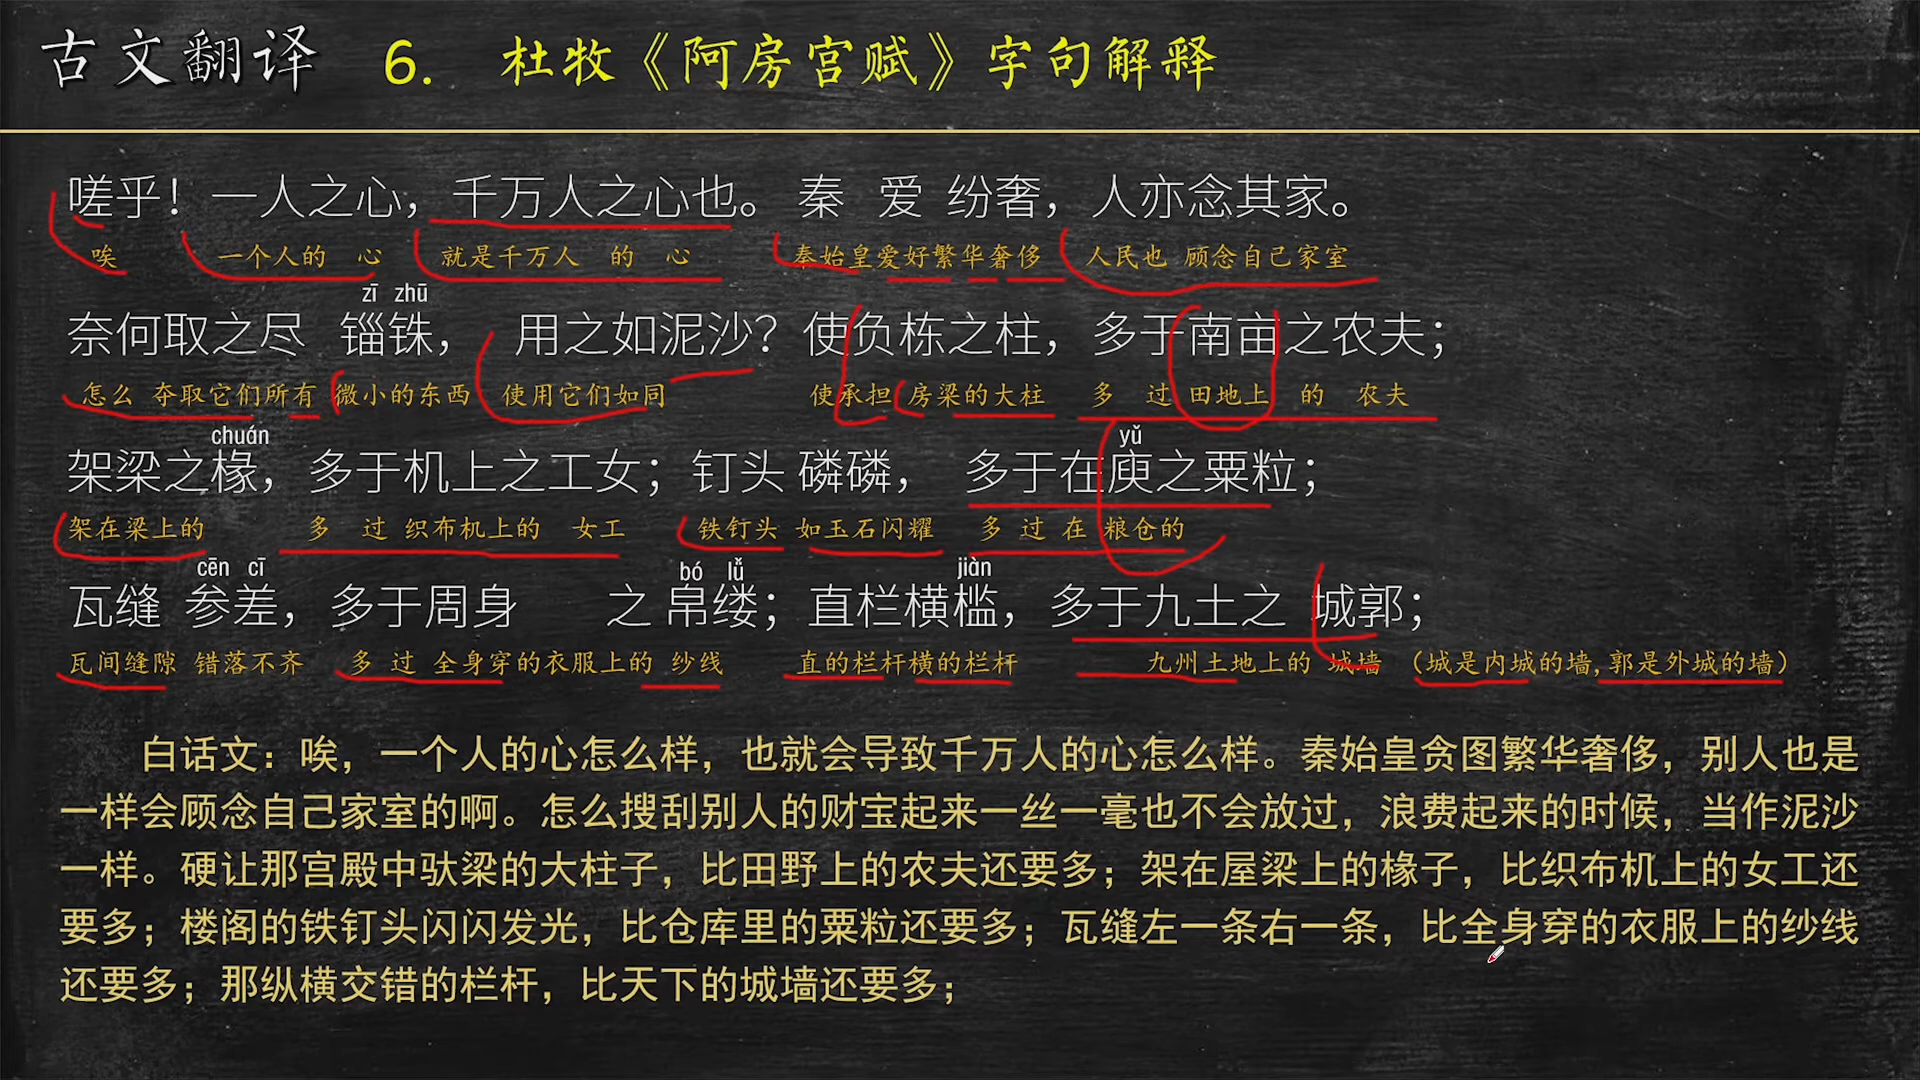 古文翻译 6. 杜牧《阿房宫赋》字句解释
嗟乎！一人之心，千万人之心也。秦 爱 纷奢，人亦念其家。
唉 一个人的 心 就是千万人 的 心 秦始皇爱好繁华奢侈 人民也 顾念自己家室
zī zhū
奈何取之尽 锱铢，用之如泥沙？使负栋之柱，多于南亩之农夫；
怎么 夺取它们所有 微小的东西 使用它们如同 使承担 房梁的大柱 多 过 田地上 的 农夫
chuán yǔ
架梁之椽，多于机上之工女；钉头 磷磷，多于在庾之粟粒；
架在梁上的 多 过 织布机上的 女工 铁钉头 如玉石闪耀 多 过 在 粮仓的
cēn cī bó lǚ jiàn
瓦缝 参差，多于周身 之 帛缕；直栏横槛，多于九土之 城郭；
瓦间缝隙 错落不齐 多 过 全身穿的衣服上的 纱线 直的栏杆横的栏杆 九州土地上的 城墙 （城是内城的墙,郭是外城的墙）
白话文：唉，一个人的心怎么样，也就会导致千万人的心怎么样。秦始皇贪图繁华奢侈，别人也是
一样会顾念自己家室的啊。怎么搜刮别人的财宝起来一丝一毫也不会放过，浪费起来的时候，当作泥沙
一样。硬让那宫殿中驮梁的大柱子，比田野上的农夫还要多；架在屋梁上的椽子，比织布机上的女工还
要多；楼阁的铁钉头闪闪发光，比仓库里的粟粒还要多；瓦缝左一条右一条，比全身穿的衣服上的纱线
还要多；那纵横交错的栏杆，比天下的城墙还要多；